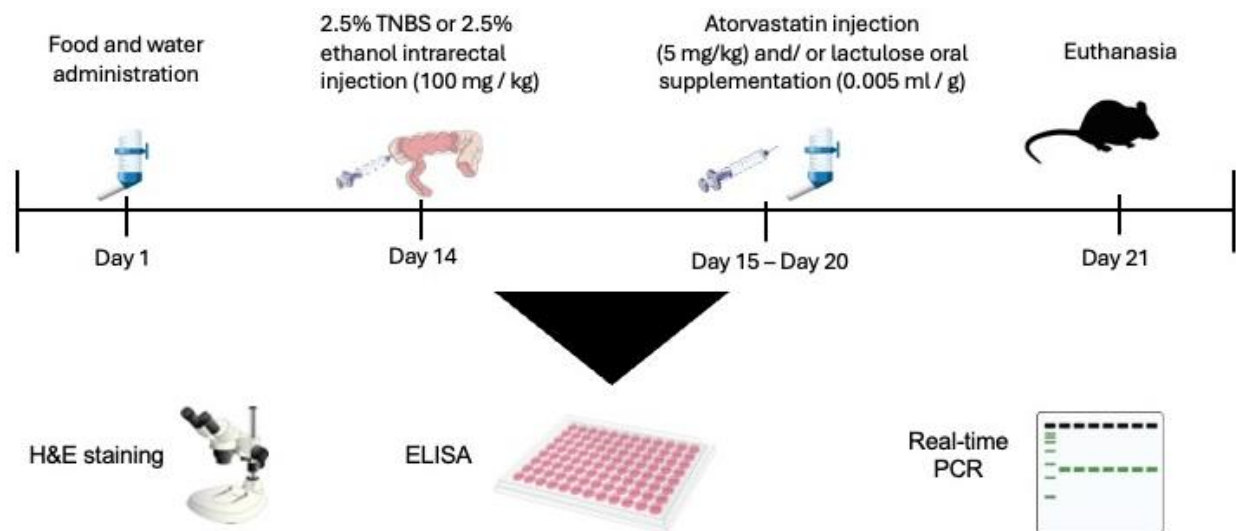 Food and water
administration
2.5% TNBS or 2.5%
ethanol intrarectal
injection (100 mg / kg)
Atorvastatin injection
(5 mg/kg) and/ or lactulose oral
supplementation (0.005 ml / g)
Euthanasia
Day 1
Day 14
Day 15 – Day 20
Day 21
H&E staining
ELISA
Real-time
PCR